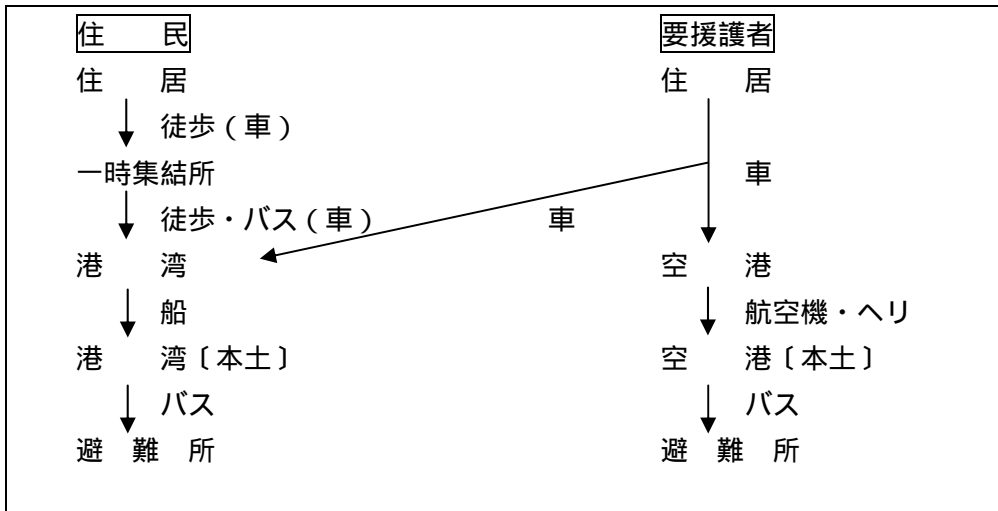 住　　民
住　　居
徒歩（車）
一時集結所
徒歩・バス（車）
港　　湾
船
港　　湾〔本土〕
バス
避　難　所
車
要援護者
住　　居
車
空　　港
航空機・ヘリ
空　　港〔本土〕
バス
避　難　所